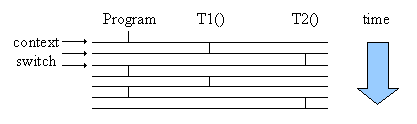 Program T1() T2() time
context
switch